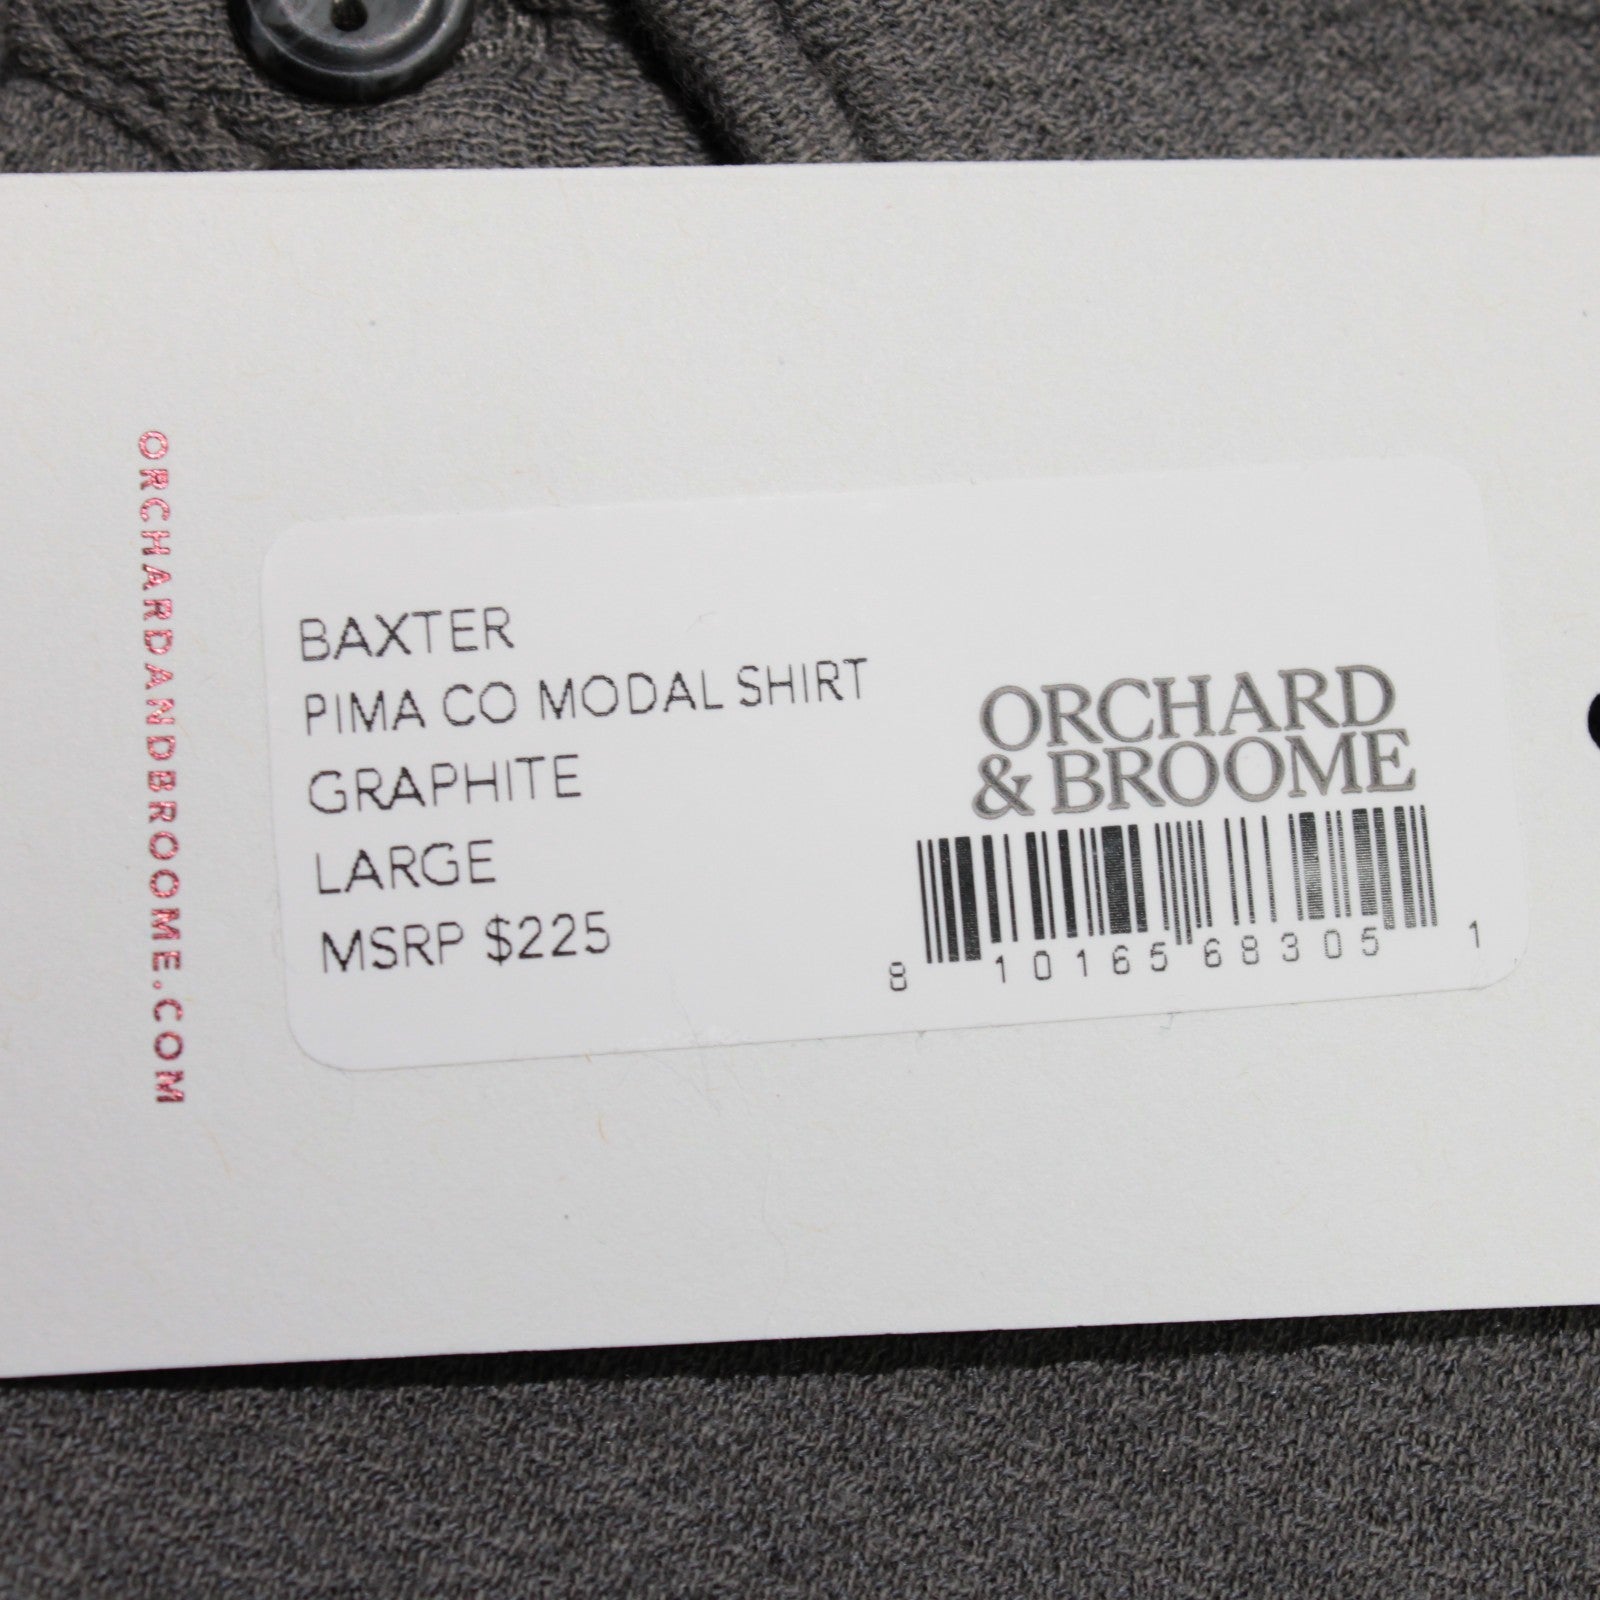 ORCHARDANDBROOME.COM
BAXTER
PIMA CO MODAL SHIRT
GRAPHITE
LARGE
MSRP $225
ORCHARD
& BROOME
8 10165 68305 1